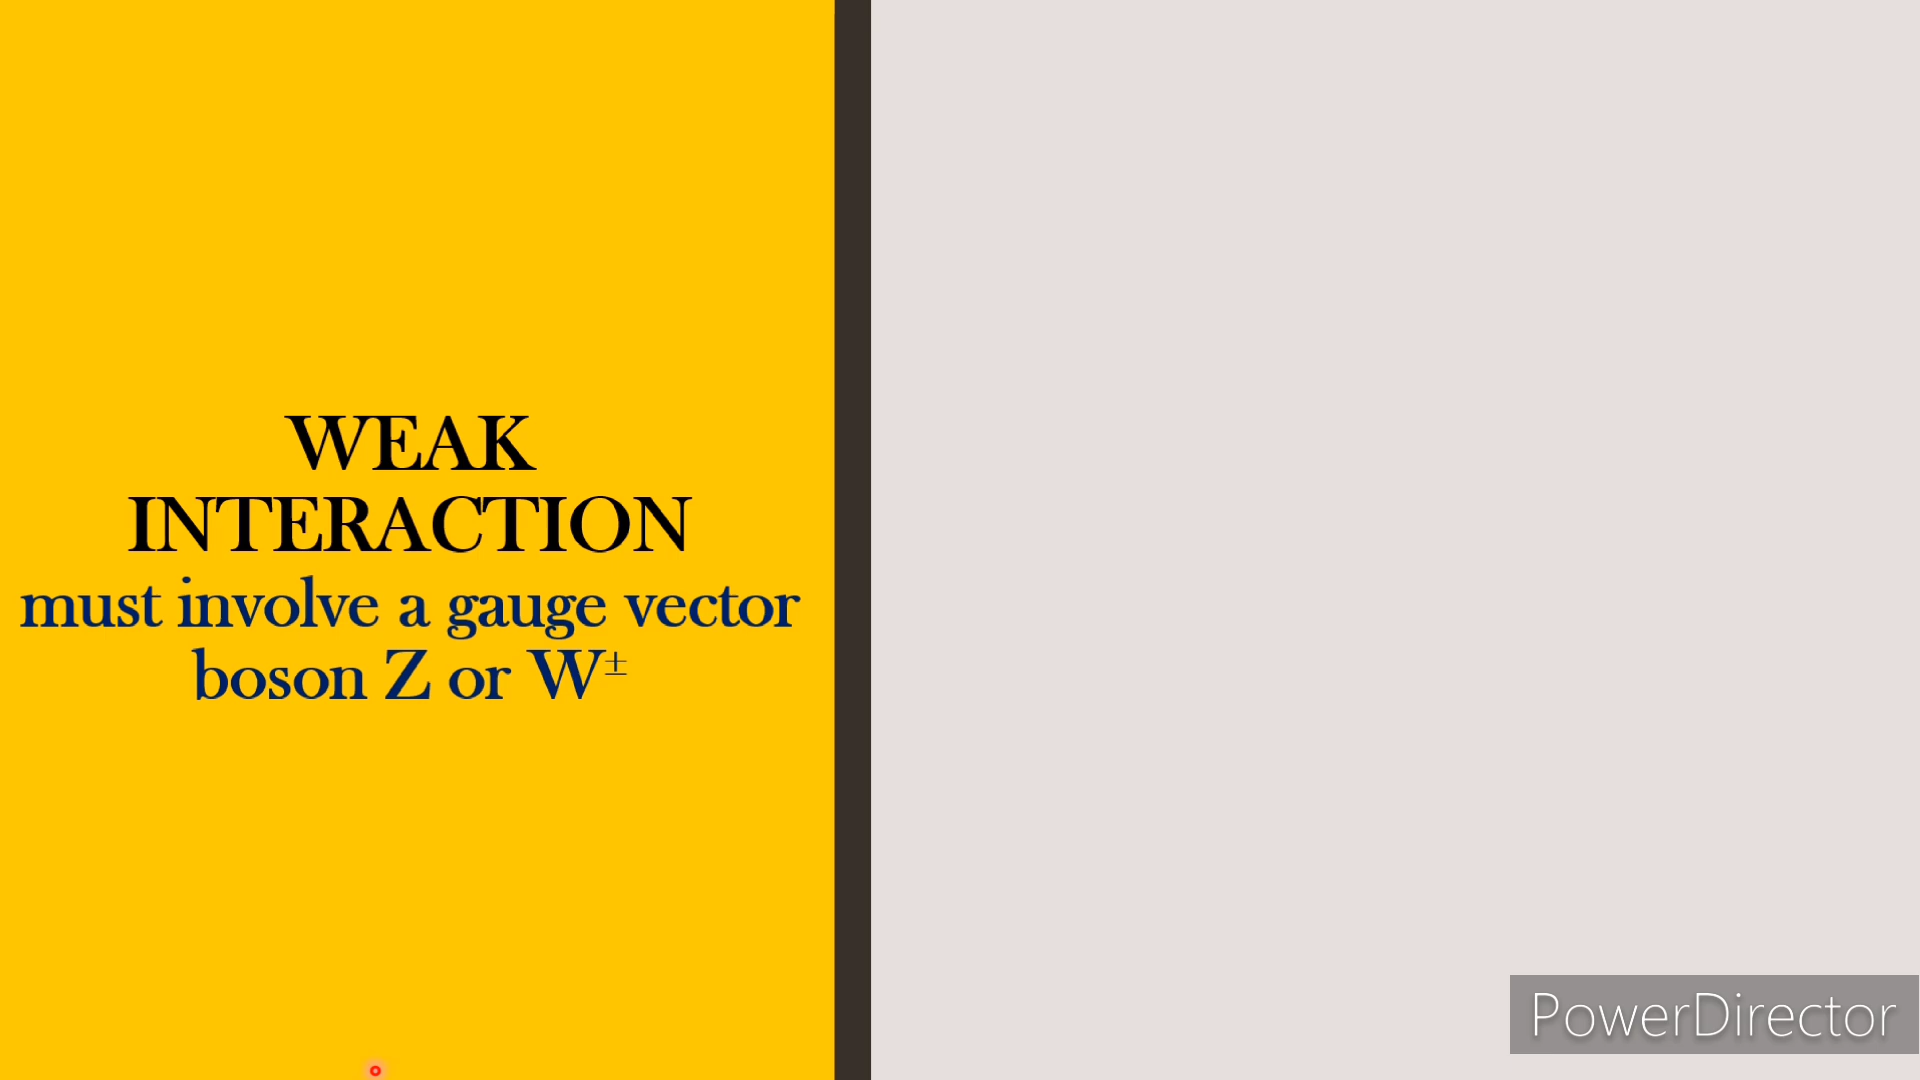 WEAK
INTERACTION
must involve a gauge vector
boson Z or W±
PowerDirector